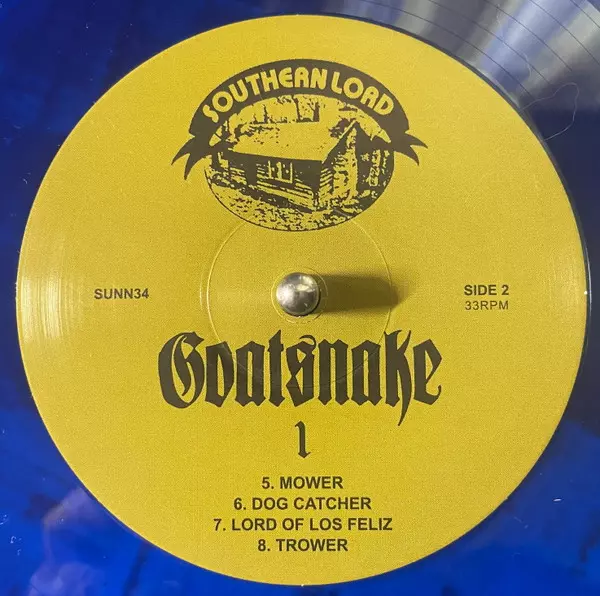 SOUTHERN LORD
SUNN34
SIDE 2
33RPM
Goatsnake
1
5. MOWER
6. DOG CATCHER
7. LORD OF LOS FELIZ
8. TROWER